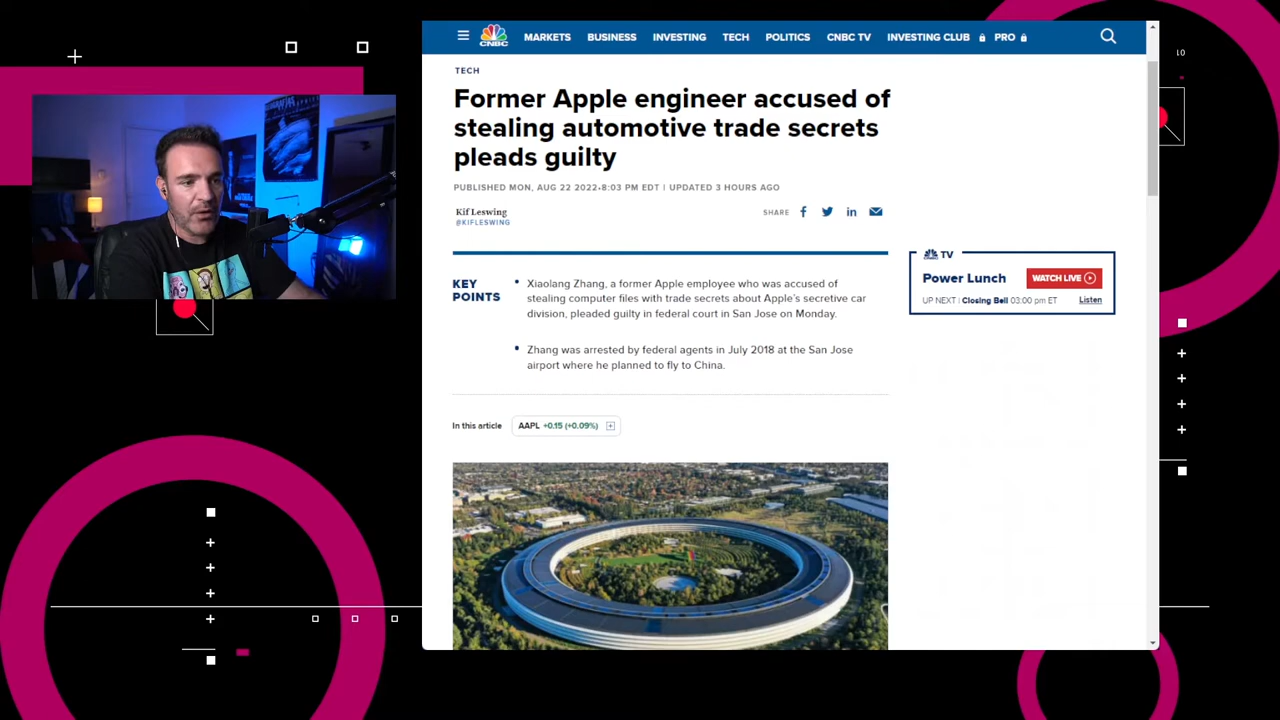 CNBC
MARKETS BUSINESS INVESTING TECH POLITICS CNBC TV INVESTING CLUB PRO
TECH
Former Apple engineer accused of
stealing automotive trade secrets
pleads guilty
PUBLISHED MON, AUG 22 2022•8:03 PM EDT | UPDATED 3 HOURS AGO
Kif Leswing
@KIFLESWING
SHARE
KEY
POINTS
• Xiaolang Zhang, a former Apple employee who was accused of
stealing computer files with trade secrets about Apple's secretive car
division, pleaded guilty in federal court in San Jose on Monday.
• Zhang was arrested by federal agents in July 2018 at the San Jose
airport where he planned to fly to China.
TV
Power Lunch WATCH LIVE
UP NEXT | Closing Bell 03:00 pm ET Listen
In this article AAPL +0.15 (+0.09%)